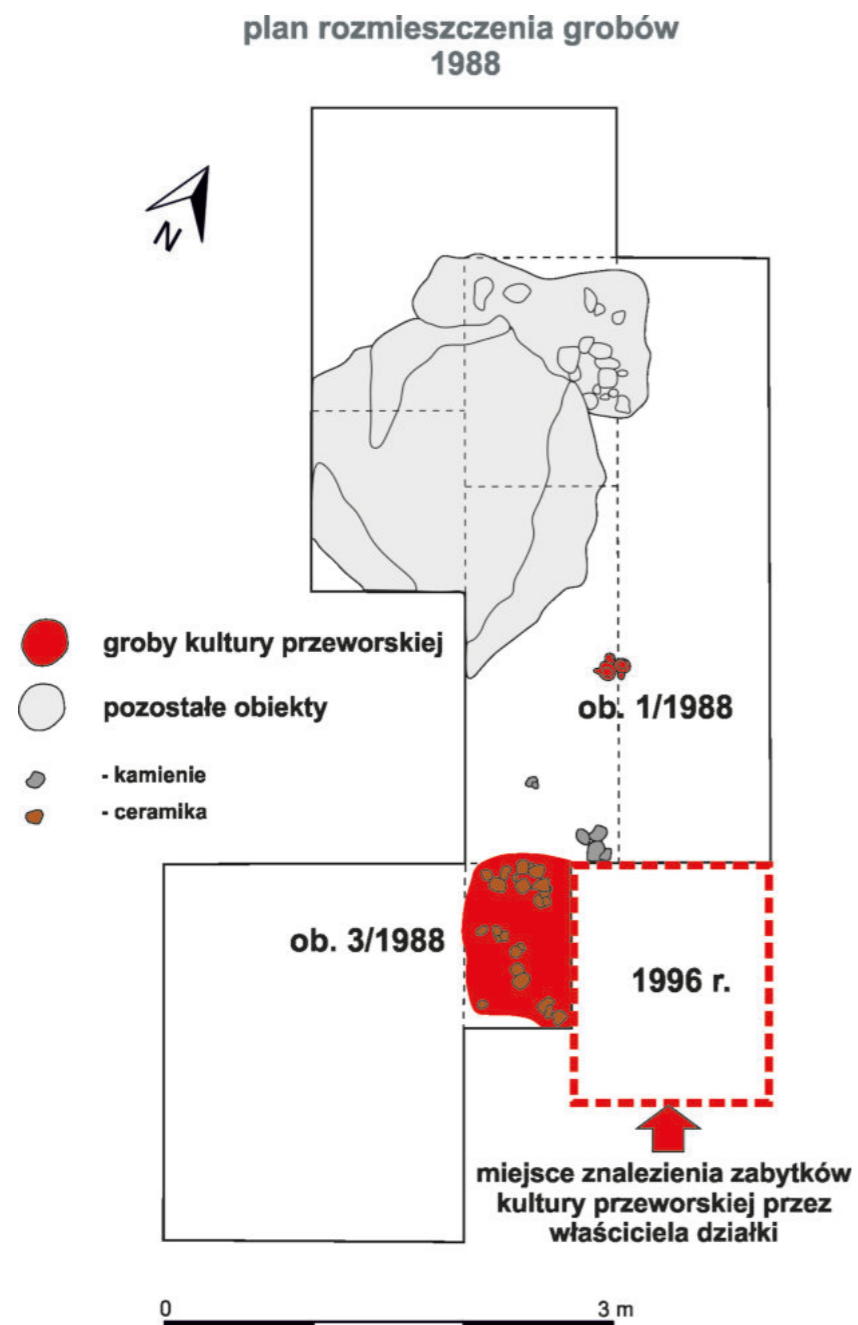 plan rozmieszczenia grobów
1988
N
groby kultury przeworskiej
pozostałe obiekty
- kamienie
- ceramika
ob. 1/1988
ob. 3/1988
1996 r.
miejsce znalezienia zabytków
kultury przeworskiej przez
właściciela działki
0 3 m